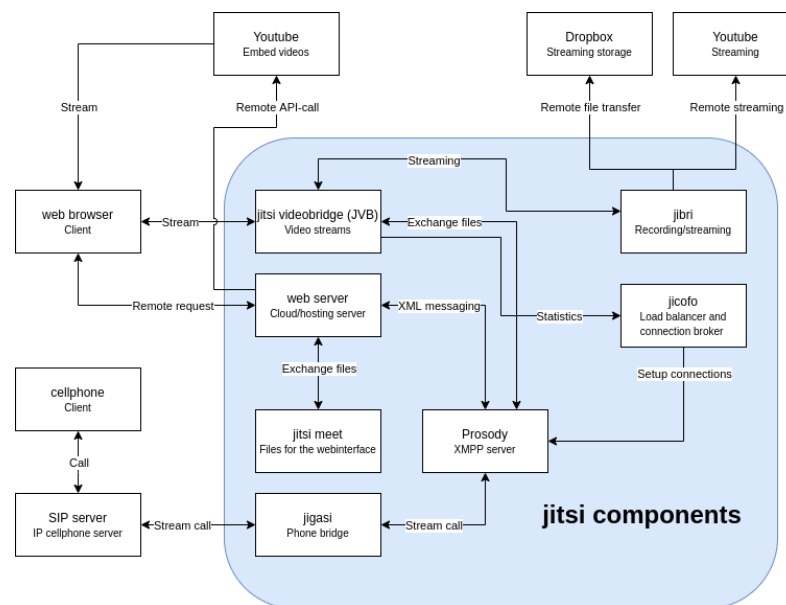 Youtube
Embed videos
Dropbox
Streaming storage
Youtube
Streaming
Stream
Remote API-call
Remote file transfer
Remote streaming
Streaming
web browser
Client
Stream
jitsi videobridge (JVB)
Video streams
Exchange files
jibri
Recording/streaming
Remote request
web server
Cloud/hosting server
XML messaging
Statistics
jicofo
Load balancer and
connection broker
Exchange files
Setup connections
cellphone
Client
jitsi meet
Files for the webinterface
Prosody
XMPP server
Call
SIP server
IP cellphone server
Stream call
jigasi
Phone bridge
Stream call
jitsi components